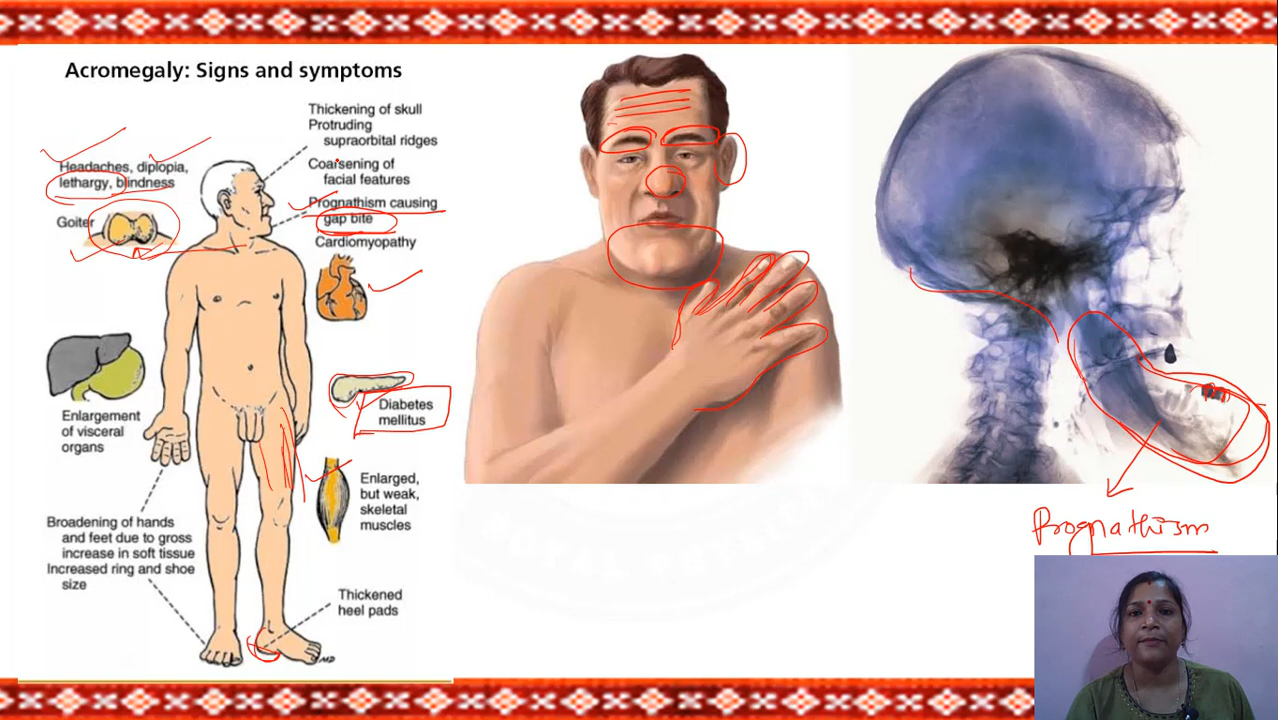 Acromegaly: Signs and symptoms
Thickening of skull
Protruding
supraorbital ridges
Headaches, diplopia,
lethargy, blindness
Coarsening of
facial features
Prognathism causing
gap bite
Goiter
Cardiomyopathy
Diabetes
mellitus
Enlargement
of visceral
organs
Enlarged,
but weak,
skeletal
muscles
Broadening of hands
and feet due to gross
increase in soft tissue
Increased ring and shoe
size
Thickened
heel pads
Prognathism